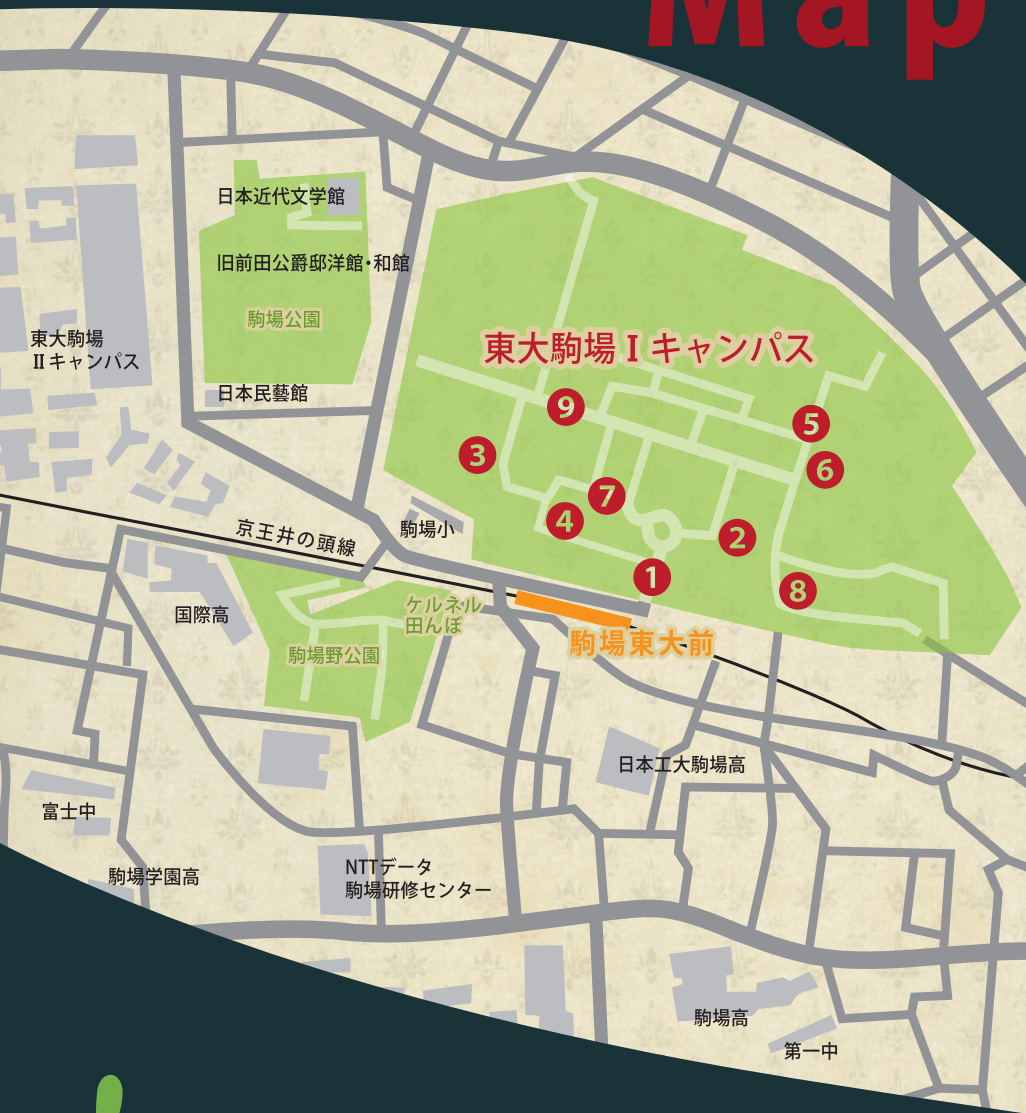 Map
日本近代文学館
旧前田公爵邸洋館・和館
駒場公園
東大駒場
Ⅱキャンパス
日本民藝館
東大駒場Ⅰキャンパス
9
5
3
6
7
4
2
1
8
京王井の頭線
駒場小
国際高
ケルネル
田んぼ
駒場野公園
駒場東大前
日本工大駒場高
富士中
駒場学園高
NTTデータ
駒場研修センター
駒場高
第一中